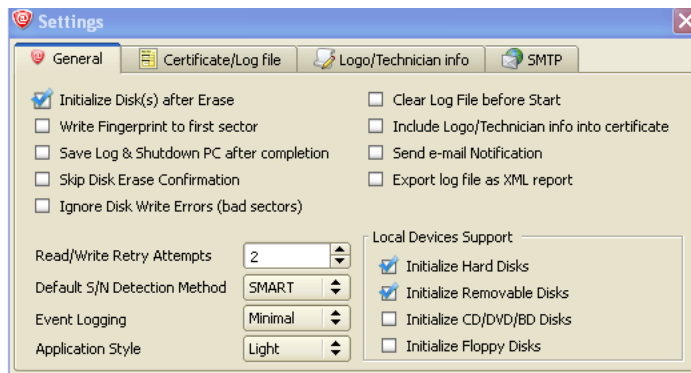 Settings
General
Certificate/Log file
Logo/Technician info
SMTP
Initialize Disk(s) after Erase
Write Fingerprint to first sector
Save Log & Shutdown PC after completion
Skip Disk Erase Confirmation
Ignore Disk Write Errors (bad sectors)
Clear Log File before Start
Include Logo/Technician info into certificate
Send e-mail Notification
Export log file as XML report
Read/Write Retry Attempts 2
Default S/N Detection Method SMART
Event Logging Minimal
Application Style Light
Local Devices Support
Initialize Hard Disks
Initialize Removable Disks
Initialize CD/DVD/BD Disks
Initialize Floppy Disks